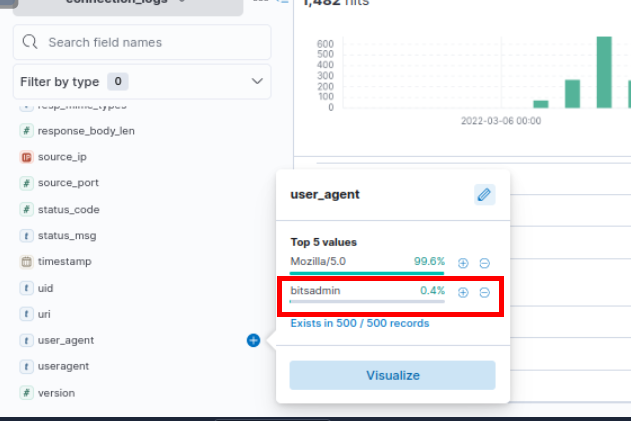 connection_logs
1,482 hits
Search field names
Filter by type 0
resp_mime_types
# response_body_len
IP source_ip
# source_port
# status_code
t status_msg
timestamp
t uid
t uri
t user_agent
t useragent
# version
600
500
400
300
200
100
0
2022-03-06 00:00
user_agent
Top 5 values
Mozilla/5.0 99.6%
bitsadmin 0.4%
Exists in 500 / 500 records
Visualize